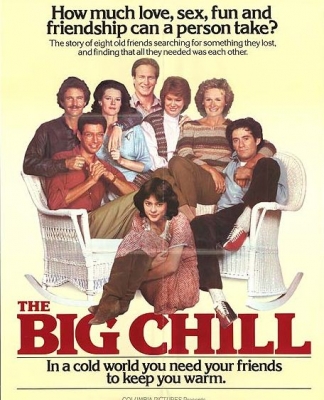 How much love, sex, fun and
friendship can a person take?
The story of eight old friends searching for something they lost,
and finding that all they needed was each other.
THE
BIG CHILL
In a cold world you need your friends
to keep you warm.
COLUMBIA PICTURES Presents